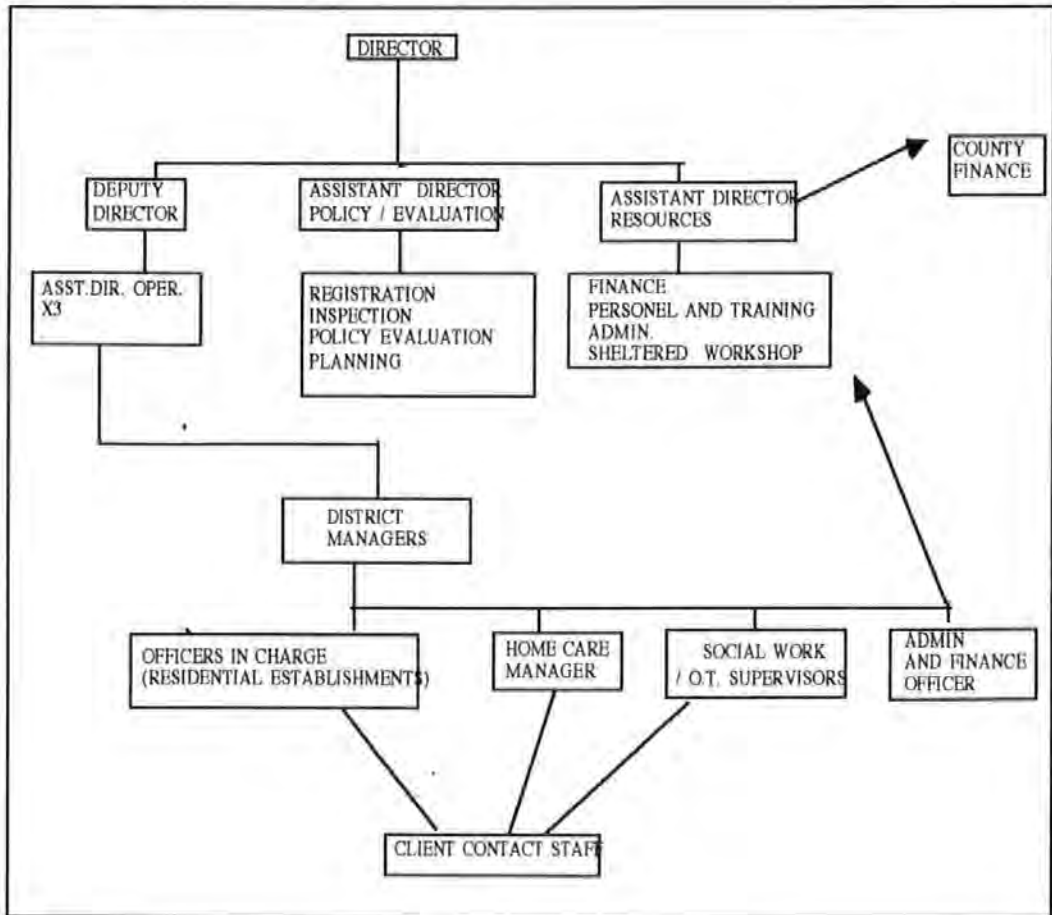 DIRECTOR
COUNTY
FINANCE
DEPUTY
DIRECTOR
ASSISTANT DIRECTOR
POLICY / EVALUATION
ASSISTANT DIRECTOR
RESOURCES
ASST.DIR. OPER.
X3
REGISTRATION
INSPECTION
POLICY EVALUATION
PLANNING
FINANCE
PERSONEL AND TRAINING
ADMIN.
SHELTERED WORKSHOP
DISTRICT
MANAGERS
OFFICERS IN CHARGE
(RESIDENTIAL ESTABLISHMENTS)
HOME CARE
MANAGER
SOCIAL WORK
/ O.T. SUPERVISORS
ADMIN
AND FINANCE
OFFICER
CLIENT CONTACT STAFF